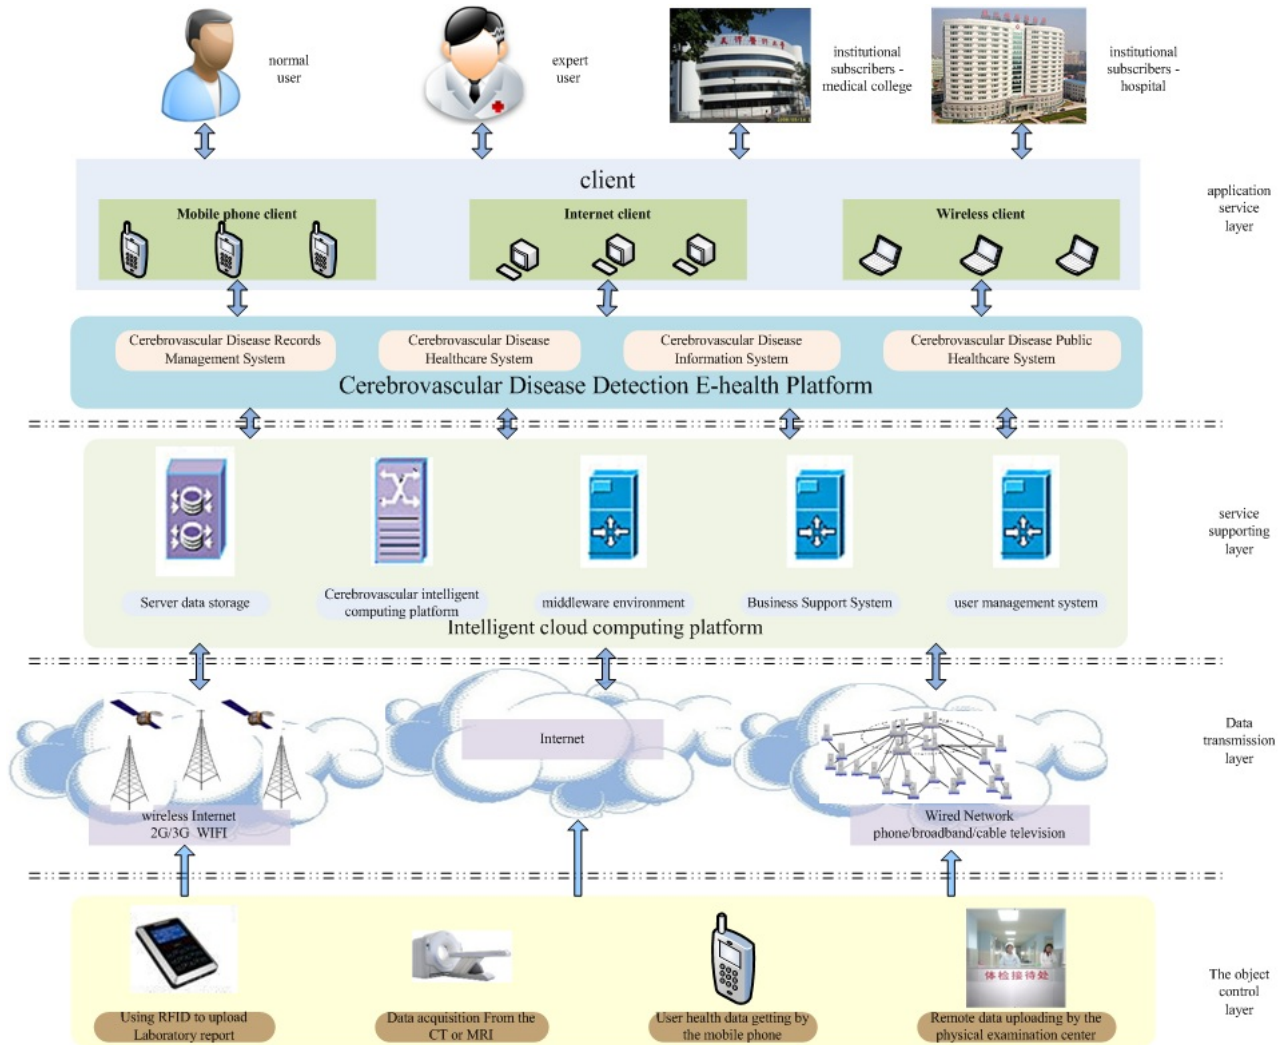 normal
user
expert
user
institutional
subscribers -
medical college
institutional
subscribers -
hospital
client
application
service
layer
Mobile phone client
Internet client
Wireless client
Cerebrovascular Disease Records
Management System
Cerebrovascular Disease
Healthcare System
Cerebrovascular Disease
Information System
Cerebrovascular Disease Public
Healthcare System
Cerebrovascular Disease Detection E-health Platform
service
supporting
layer
Server data storage
Cerebrovascular intelligent
computing platform
middleware environment
Business Support System
user management system
Intelligent cloud computing platform
Internet
Data
transmission
layer
wireless Internet
2G/3G WIFI
Wired Network
phone/broadband/cable television
体检接待处
The object
control
layer
Using RFID to upload
Laboratory report
Data acquisition From the
CT or MRI
User health data getting by
the mobile phone
Remote data uploading by the
physical examination center